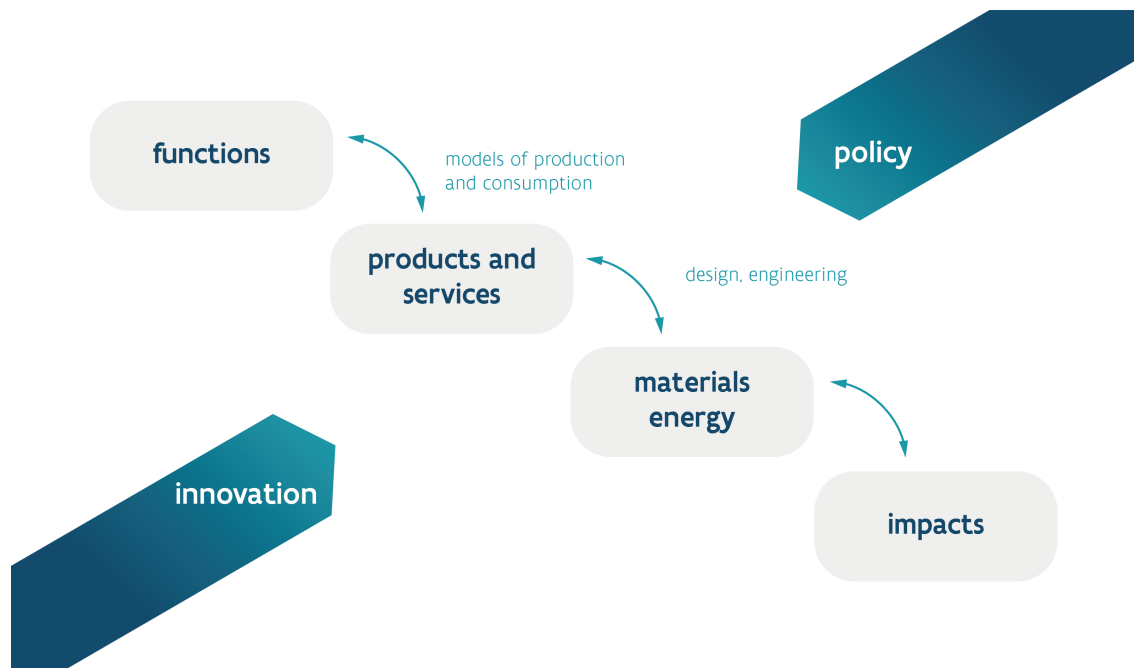 functions
models of production
and consumption
policy
products and
services
design, engineering
materials
energy
innovation
impacts